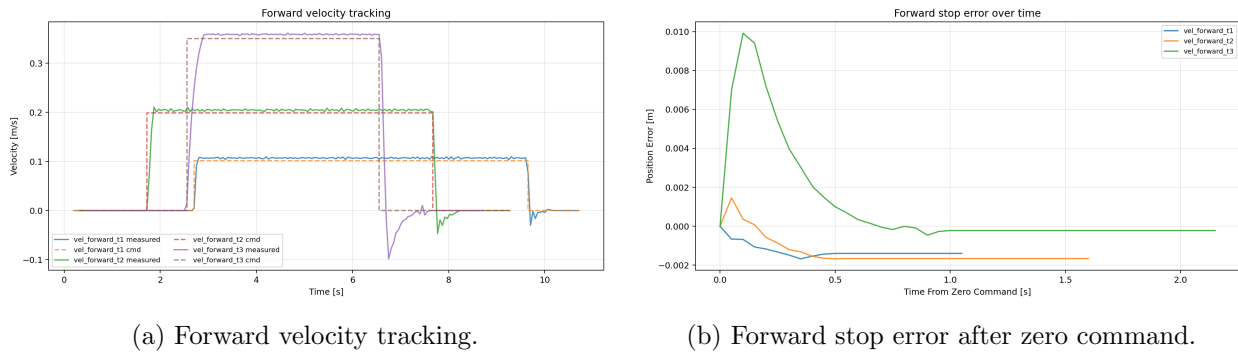 Forward velocity tracking
Velocity [m/s]
0.3
0.2
0.1
0.0
−0.1
vel_forward_t1 measured
vel_forward_t1 cmd
vel_forward_t2 measured
vel_forward_t2 cmd
vel_forward_t3 measured
vel_forward_t3 cmd
0 2 4 6 8 10
Time [s]
(a) Forward velocity tracking.
Forward stop error over time
Position Error [m]
0.010
0.008
0.006
0.004
0.002
0.000
−0.002
vel_forward_t1
vel_forward_t2
vel_forward_t3
0.0 0.5 1.0 1.5 2.0
Time From Zero Command [s]
(b) Forward stop error after zero command.